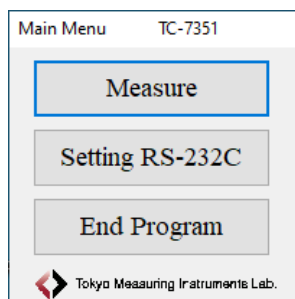 Main Menu TC-7351
Measure
Setting RS-232C
End Program
Tokyo Measuring Instruments Lab.